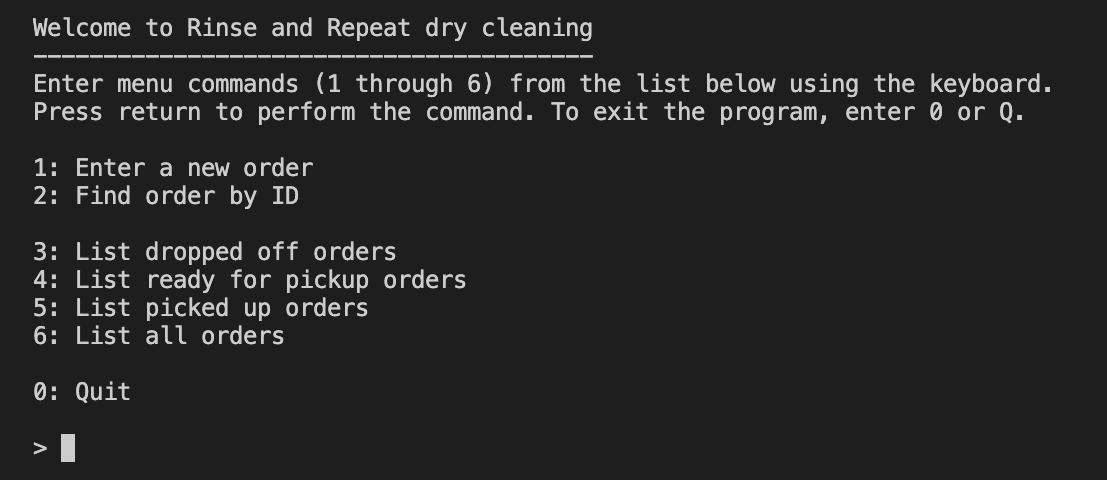 Welcome to Rinse and Repeat dry cleaning
----------------------------------------
Enter menu commands (1 through 6) from the list below using the keyboard.
Press return to perform the command. To exit the program, enter 0 or Q.
1: Enter a new order
2: Find order by ID
3: List dropped off orders
4: List ready for pickup orders
5: List picked up orders
6: List all orders
0: Quit
>